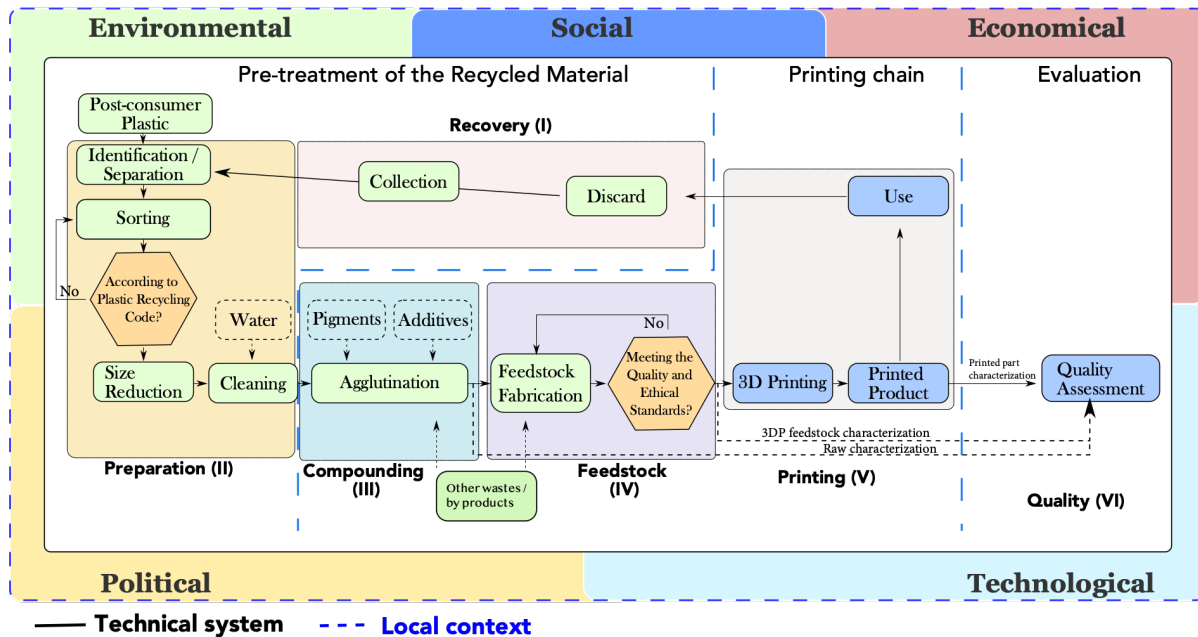 Environmental
Social
Economical
Pre-treatment of the Recycled Material
Printing chain
Evaluation
Post-consumer
Plastic
Recovery (I)
Identification /
Separation
Collection
Discard
Use
Sorting
No
According to
Plastic Recycling
Code?
Water
Pigments
Additives
No
Meeting the
Quality and
Ethical
Standards?
Size
Reduction
Cleaning
Agglutination
Feedstock
Fabrication
3D Printing
Printed
Product
Printed part
characterization
Quality
Assessment
3DP feedstock characterization
Raw characterization
Preparation (II)
Compounding
(III)
Other wastes /
by products
Feedstock
(IV)
Printing (V)
Quality (VI)
Political
Technological
Technical system
Local context